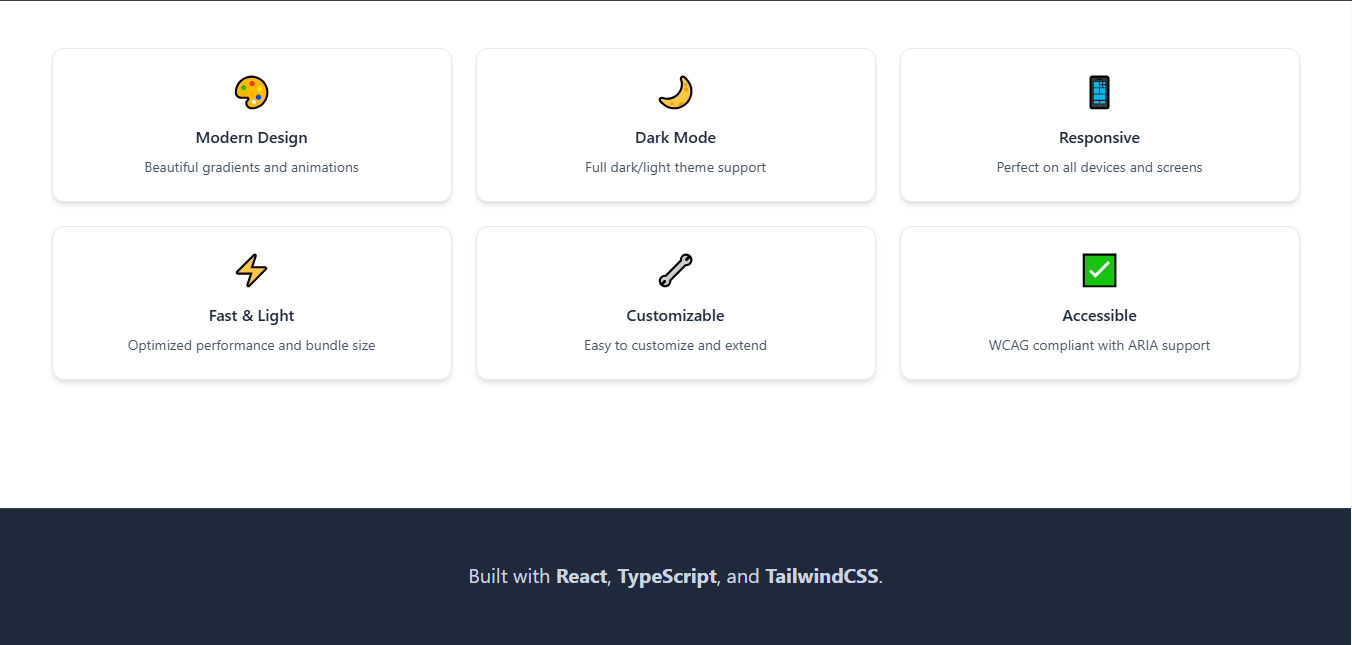 Modern Design
Beautiful gradients and animations
Dark Mode
Full dark/light theme support
Responsive
Perfect on all devices and screens
Fast & Light
Optimized performance and bundle size
Customizable
Easy to customize and extend
Accessible
WCAG compliant with ARIA support
Built with React, TypeScript, and TailwindCSS.